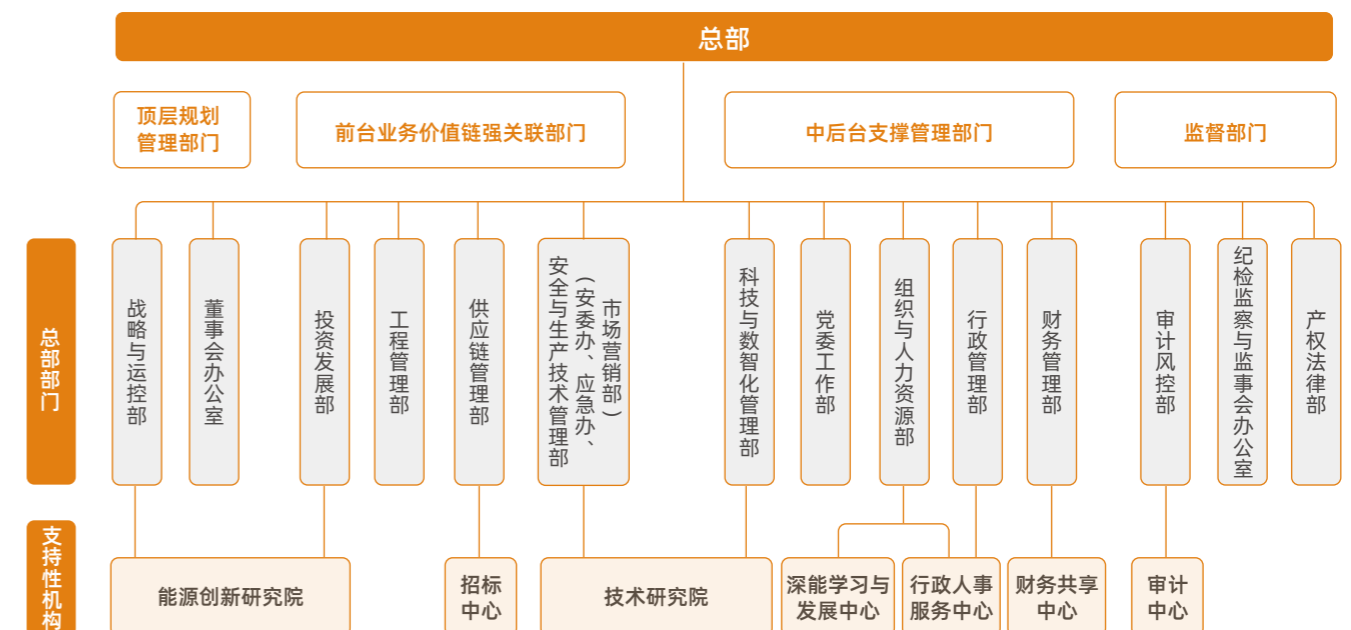 总部
顶层规划
管理部门
前台业务价值链强关联部门
中后台支撑管理部门
监督部门
总部部门
战略与运控部
董事会办公室
投资发展部
工程管理部
供应链管理部
安全与生产技术管理部
（安委办、应急办、
市场营销部）
科技与数智化管理部
党委工作部
组织与人力资源部
行政管理部
财务管理部
审计风控部
纪检监察与监事会办公室
产权法律部
支持性机构
能源创新研究院
招标
中心
技术研究院
深能学习与
发展中心
行政人事
服务中心
财务共享
中心
审计
中心